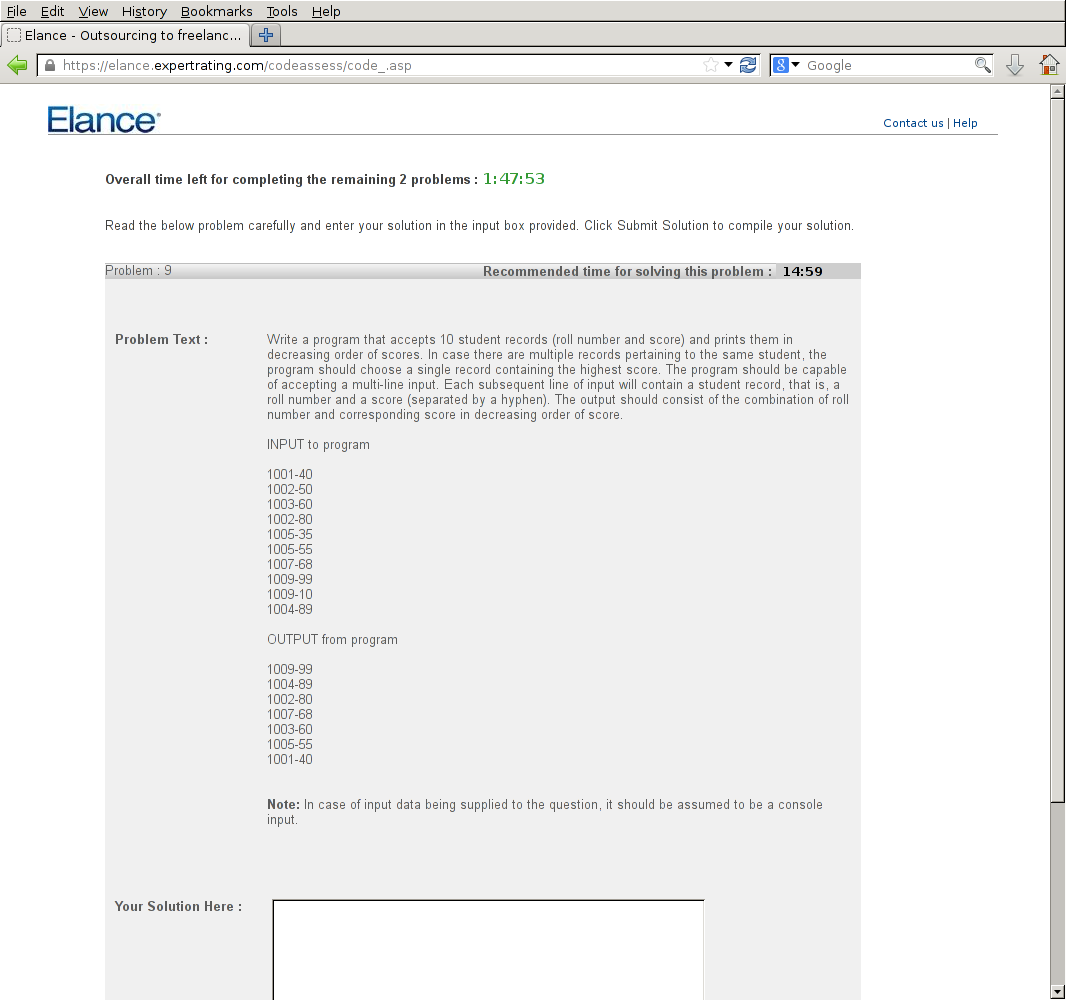 File Edit View History Bookmarks Tools Help
Elance - Outsourcing to freelanc...
https://elance.expertrating.com/codeassess/code_.asp
8 Google
Elance
Contact us | Help
Overall time left for completing the remaining 2 problems : 1:47:53
Read the below problem carefully and enter your solution in the input box provided. Click Submit Solution to compile your solution.
Problem : 9 Recommended time for solving this problem : 14:59
Problem Text : Write a program that accepts 10 student records (roll number and score) and prints them in
decreasing order of scores. In case there are multiple records pertaining to the same student, the
program should choose a single record containing the highest score. The program should be capable
of accepting a multi-line input. Each subsequent line of input will contain a student record, that is, a
roll number and a score (separated by a hyphen). The output should consist of the combination of roll
number and corresponding score in decreasing order of score.
INPUT to program
1001-40
1002-50
1003-60
1002-80
1005-35
1005-55
1007-68
1009-99
1009-10
1004-89
OUTPUT from program
1009-99
1004-89
1002-80
1007-68
1003-60
1005-55
1001-40
Note: In case of input data being supplied to the question, it should be assumed to be a console
input.
Your Solution Here :